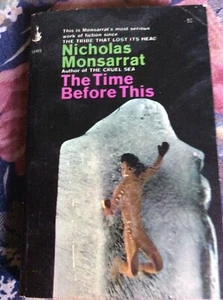 This is Monsarrat's most serious
work of fiction since
THE TRIBE THAT LOST ITS HEAD
Nicholas
Monsarrat
Author of THE CRUEL SEA
The Time
Before This